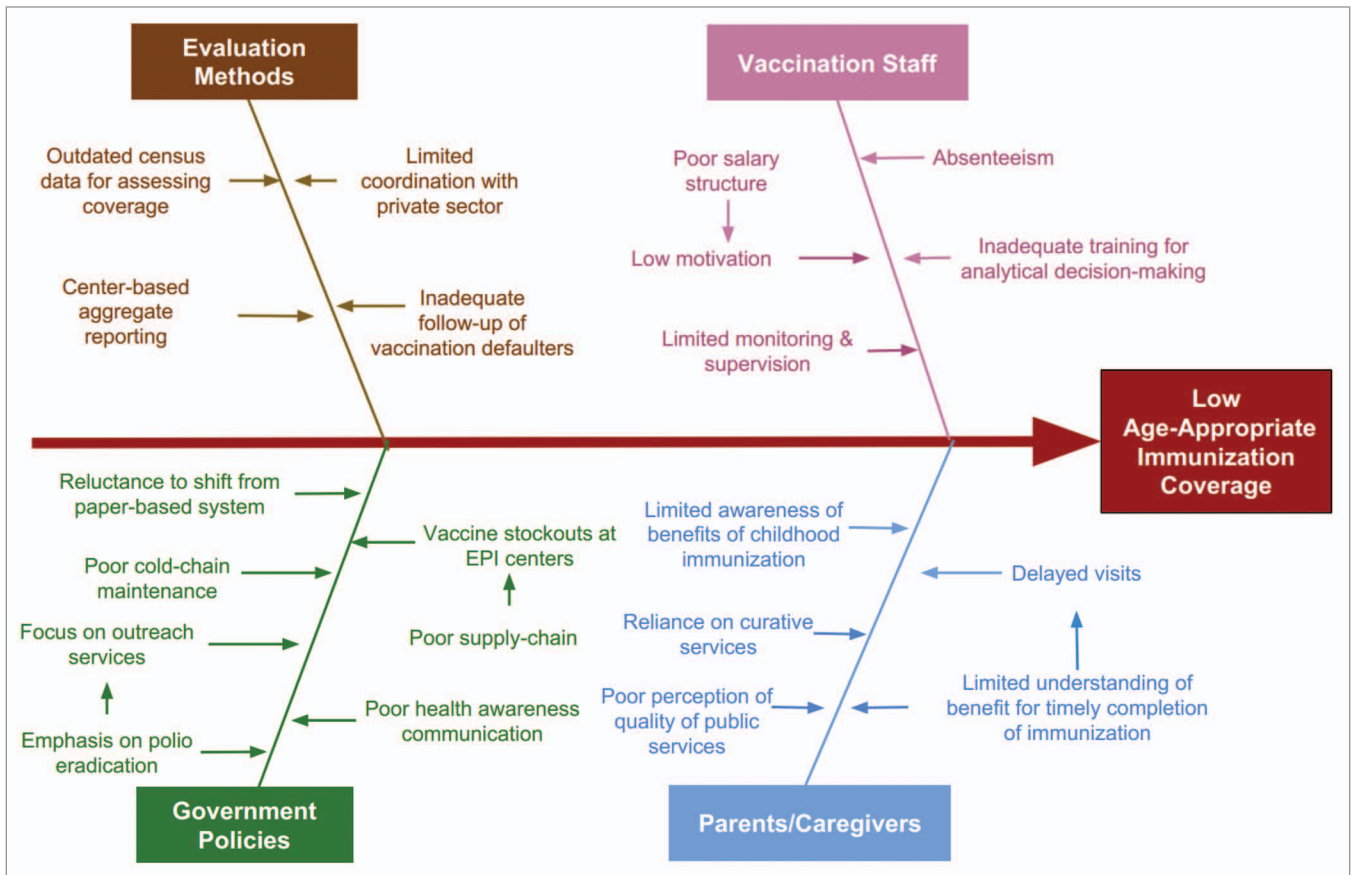 Evaluation
Methods
Outdated census
data for assessing
coverage
Limited
coordination with
private sector
Center-based
aggregate
reporting
Inadequate
follow-up of
vaccination defaulters
Vaccination Staff
Poor salary
structure
Absenteeism
Low motivation
Inadequate training for
analytical decision-making
Limited monitoring &
supervision
Low
Age-Appropriate
Immunization
Coverage
Reluctance to shift from
paper-based system
Vaccine stockouts at
EPI centers
Poor cold-chain
maintenance
Focus on outreach
services
Poor supply-chain
Poor health awareness
communication
Emphasis on polio
eradication
Government
Policies
Limited awareness of
benefits of childhood
immunization
Delayed visits
Reliance on curative
services
Poor perception of
quality of public
services
Limited understanding of
benefit for timely completion
of immunization
Parents/Caregivers